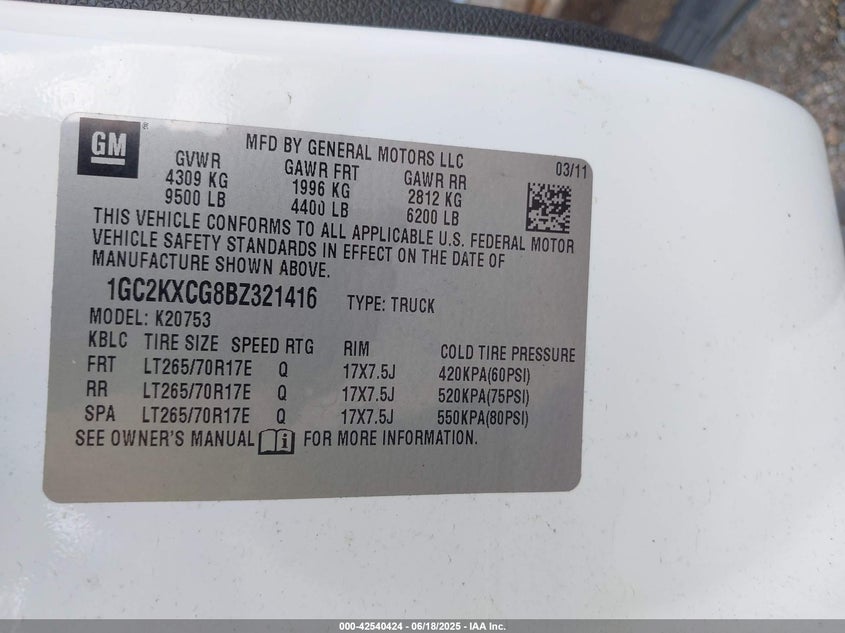 GM®
MFD BY GENERAL MOTORS LLC
03/11
GVWR GAWR FRT GAWR RR
4309 KG 1996 KG 2812 KG
9500 LB 4400 LB 6200 LB
THIS VEHICLE CONFORMS TO ALL APPLICABLE U.S. FEDERAL MOTOR
VEHICLE SAFETY STANDARDS IN EFFECT ON THE DATE OF
MANUFACTURE SHOWN ABOVE.
1GC2KXCG8BZ321416 TYPE: TRUCK
MODEL: K20753
KBLC TIRE SIZE SPEED RTG RIM COLD TIRE PRESSURE
FRT LT265/70R17E Q 17X7.5J 420KPA(60PSI)
RR LT265/70R17E Q 17X7.5J 520KPA(75PSI)
SPA LT265/70R17E Q 17X7.5J 550KPA(80PSI)
SEE OWNER'S MANUAL i FOR MORE INFORMATION.
000-42540424 - 06/18/2025 - IAA Inc.